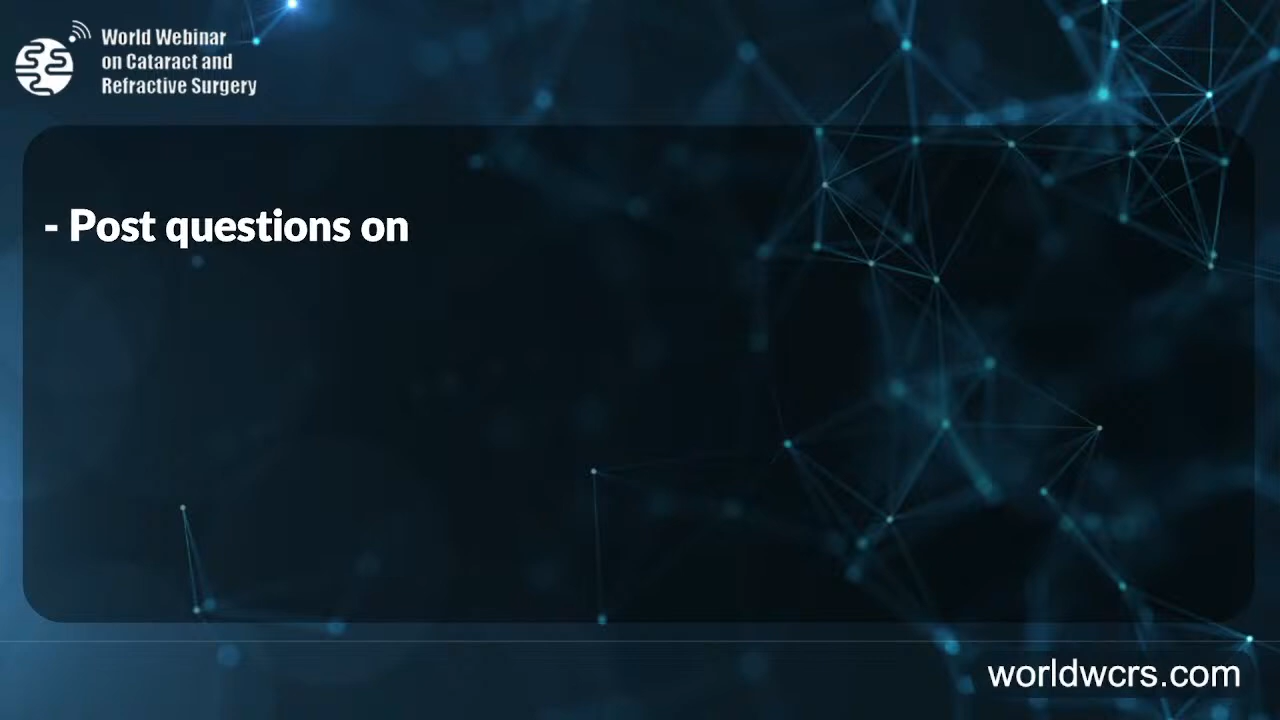 World Webinar
on Cataract and
Refractive Surgery
- Post questions on
worldwcrs.com